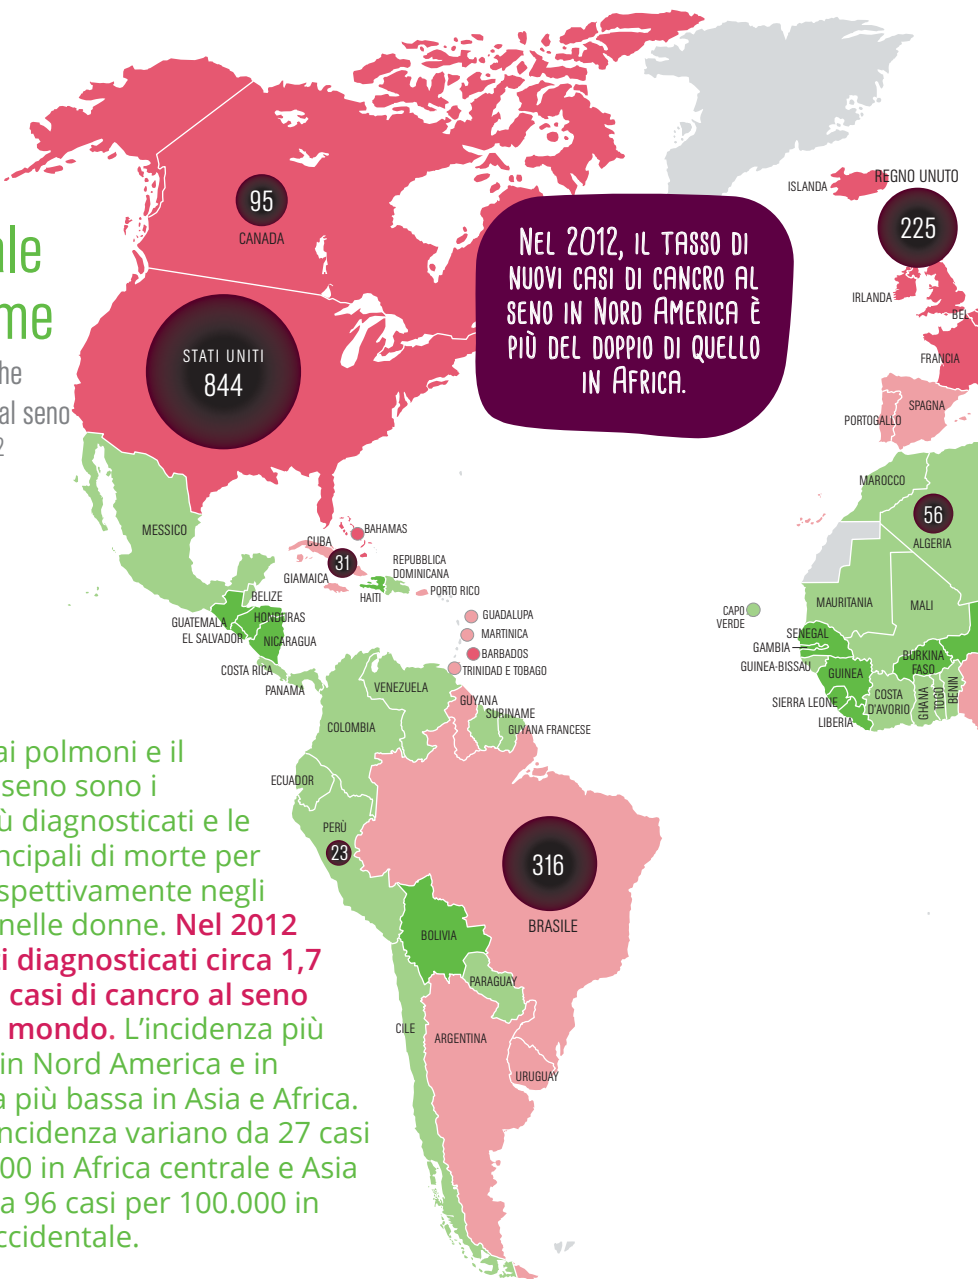 ale
me
he
al seno
2
NEL 2012, IL TASSO DI
NUOVI CASI DI CANCRO AL
SENO IN NORD AMERICA È
PIÙ DEL DOPPIO DI QUELLO
IN AFRICA.
95
CANADA
STATI UNITI
844
ISLANDA
REGNO UNUTO
225
IRLANDA
BEL
FRANCIA
SPAGNA
PORTOGALLO
MAROCCO
56
ALGERIA
MESSICO
BAHAMAS
CUBA
31
REPUBBLICA
DOMINICANA
GIAMAICA
HAITI
PORTO RICO
BELIZE
GUATEMALA
HONDURAS
EL SALVADOR
NICARAGUA
COSTA RICA
PANAMA
GUADALUPA
MARTINICA
BARBADOS
TRINIDAD E TOBAGO
CAPO
VERDE
MAURITANIA
MALI
SENEGAL
GAMBIA
GUINEA-BISSAU
GUINEA
BURKINA
FASO
SIERRA LEONE
LIBERIA
COSTA
D'AVORIO
GHANA
TOGO
BENIN
VENEZUELA
GUYANA
SURINAME
GUYANA FRANCESE
COLOMBIA
ECUADOR
PERÙ
23
316
BRASILE
BOLIVIA
PARAGUAY
CILE
ARGENTINA
URUGUAY
ai polmoni e il
seno sono i
ù diagnosticati e le
ncipali di morte per
spettivamente negli
nelle donne. Nel 2012
ti diagnosticati circa 1,7
casi di cancro al seno
mondo. L'incidenza più
in Nord America e in
a più bassa in Asia e Africa.
ncidenza variano da 27 casi
00 in Africa centrale e Asia
a 96 casi per 100.000 in
ccidentale.